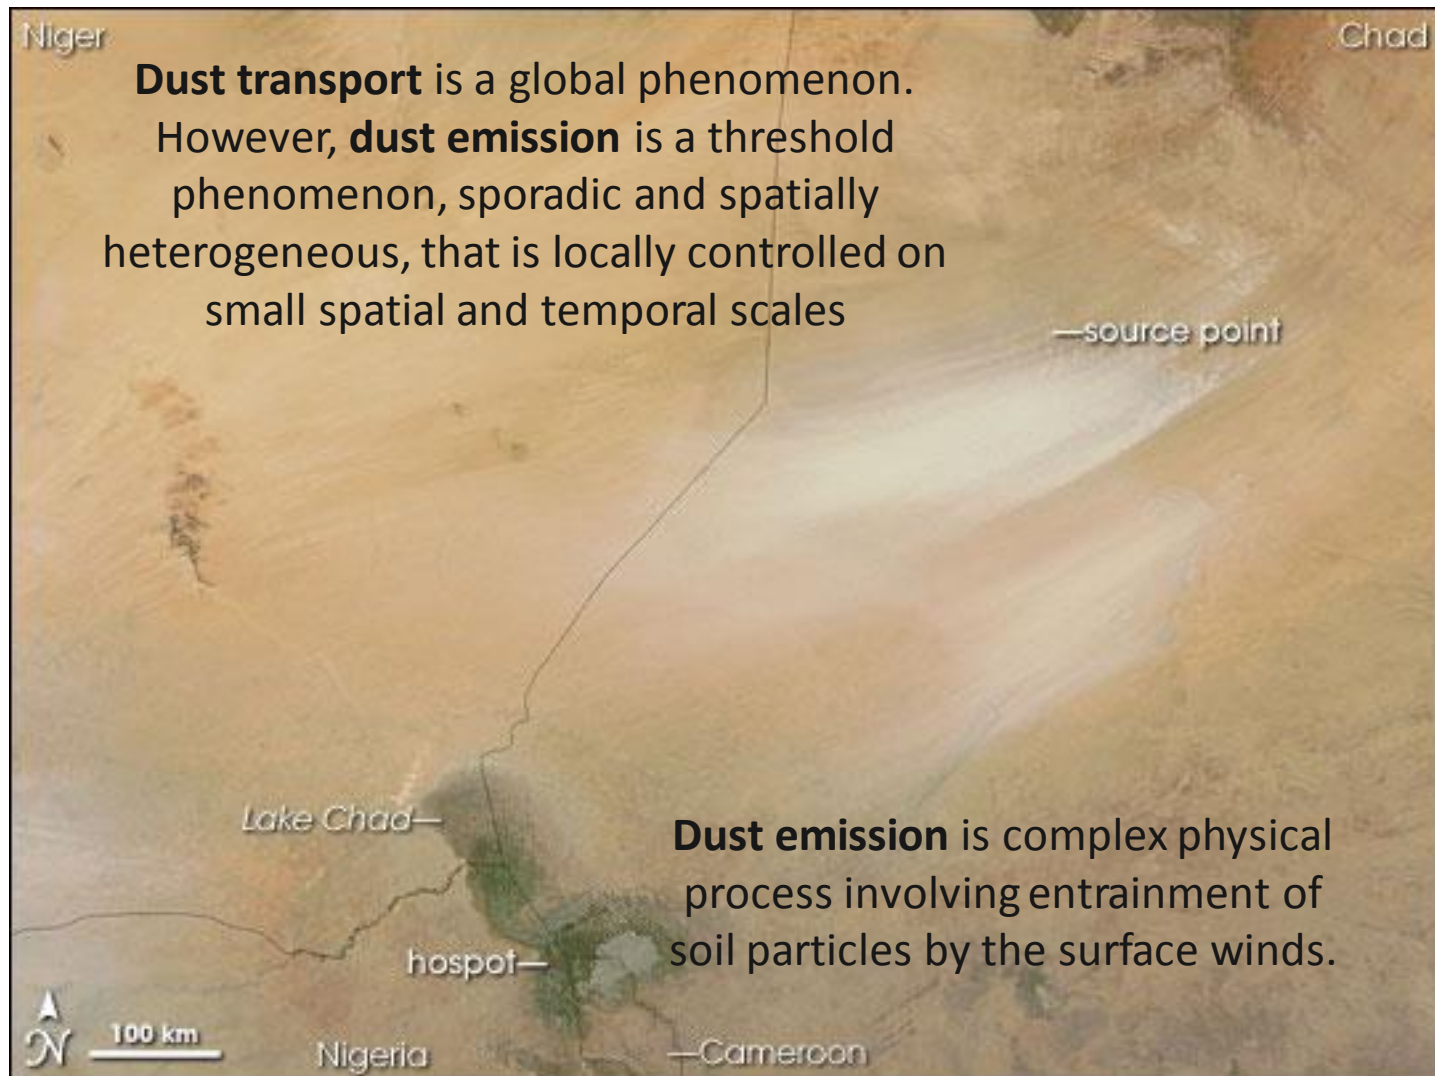 Niger
Chad
Dust transport is a global phenomenon.
However, dust emission is a threshold
phenomenon, sporadic and spatially
heterogeneous, that is locally controlled on
small spatial and temporal scales
—source point
Lake Chad—
Dust emission is complex physical
process involving entrainment of
soil particles by the surface winds.
hospot—
N
100 km
Nigeria
—Cameroon